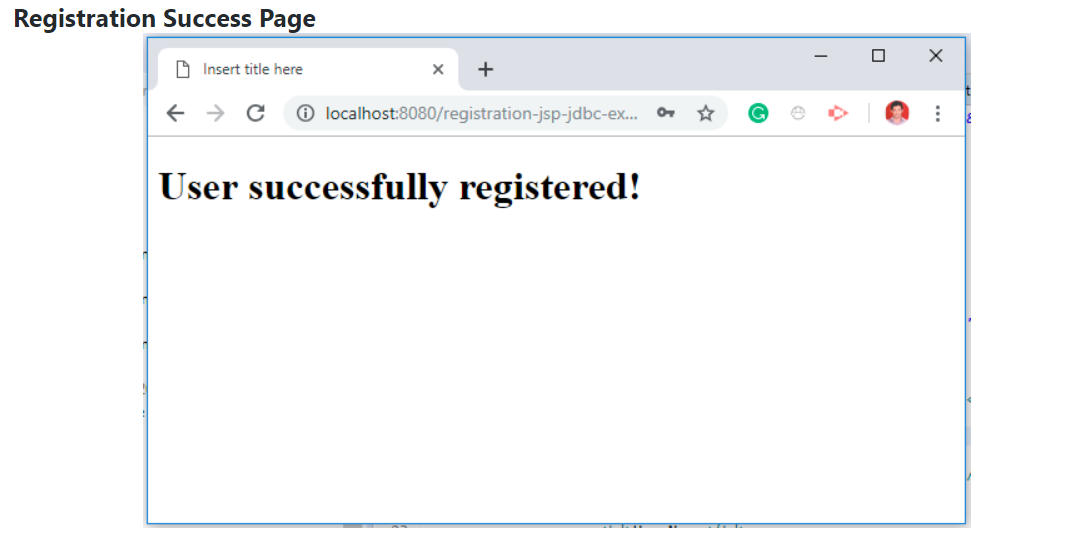 Registration Success Page
Insert title here
localhost:8080/registration-jsp-jdbc-ex...
User successfully registered!